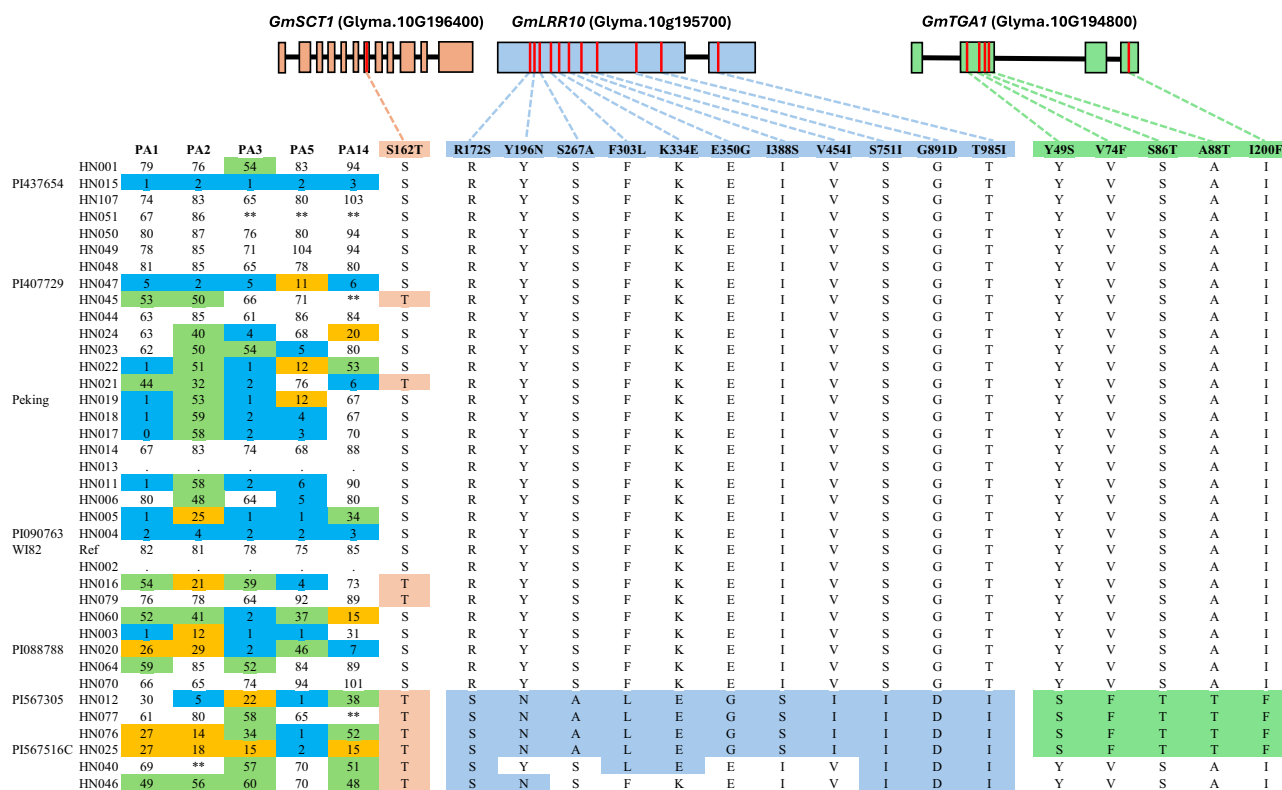 GmSCT1 (Glyma.10G196400) GmLRR10 (Glyma.10g195700) GmTGA1 (Glyma.10G194800)
PA1 PA2 PA3 PA5 PA14 S162T R172S Y196N S267A F303L K334E E350G I388S V454I S751I G891D T985I Y49S V74F S86T A88T I200F
HN001 79 76 54 83 94 S R Y S F K E I V S G T Y V S A I
PI437654 HN015 1 2 1 2 3 S R Y S F K E I V S G T Y V S A I
HN107 74 83 65 80 103 S R Y S F K E I V S G T Y V S A I
HN051 67 86 ** ** ** S R Y S F K E I V S G T Y V S A I
HN050 80 87 76 80 94 S R Y S F K E I V S G T Y V S A I
HN049 78 85 71 104 94 S R Y S F K E I V S G T Y V S A I
HN048 81 85 65 78 80 S R Y S F K E I V S G T Y V S A I
PI407729 HN047 5 2 5 11 6 S R Y S F K E I V S G T Y V S A I
HN045 53 50 66 71 ** T R Y S F K E I V S G T Y V S A I
HN044 63 85 61 86 84 S R Y S F K E I V S G T Y V S A I
HN024 63 40 4 68 20 S R Y S F K E I V S G T Y V S A I
HN023 62 50 54 5 80 S R Y S F K E I V S G T Y V S A I
HN022 1 51 1 12 53 S R Y S F K E I V S G T Y V S A I
HN021 44 32 2 76 6 T R Y S F K E I V S G T Y V S A I
Peking HN019 1 53 1 12 67 S R Y S F K E I V S G T Y V S A I
HN018 1 59 2 4 67 S R Y S F K E I V S G T Y V S A I
HN017 0 58 2 3 70 S R Y S F K E I V S G T Y V S A I
HN014 67 83 74 68 88 S R Y S F K E I V S G T Y V S A I
HN013 . . . . . S R Y S F K E I V S G T Y V S A I
HN011 1 58 2 6 90 S R Y S F K E I V S G T Y V S A I
HN006 80 48 64 5 80 S R Y S F K E I V S G T Y V S A I
HN005 1 25 1 1 34 S R Y S F K E I V S G T Y V S A I
PI090763 HN004 2 4 2 2 3 S R Y S F K E I V S G T Y V S A I
WI82 Ref 82 81 78 75 85 S R Y S F K E I V S G T Y V S A I
HN002 . . . . . S R Y S F K E I V S G T Y V S A I
HN016 54 21 59 4 73 T R Y S F K E I V S G T Y V S A I
HN079 76 78 64 92 89 T R Y S F K E I V S G T Y V S A I
HN060 52 41 2 37 15 S R Y S F K E I V S G T Y V S A I
HN003 1 12 1 1 31 S R Y S F K E I V S G T Y V S A I
PI088788 HN020 26 29 2 46 7 S R Y S F K E I V S G T Y V S A I
HN064 59 85 52 84 89 S R Y S F K E I V S G T Y V S A I
HN070 66 65 74 94 101 S R Y S F K E I V S G T Y V S A I
PI567305 HN012 30 5 22 1 38 T S N A L E G S I I D I S F T T F
HN077 61 80 58 65 ** T S N A L E G S I I D I S F T T F
HN076 27 14 34 1 52 T S N A L E G S I I D I S F T T F
PI567516C HN025 27 18 15 2 15 T S N A L E G S I I D I S F T T F
HN040 69 ** 57 70 51 T S Y S L E E I V I D I Y V S A I
HN046 49 56 60 70 48 T S N S F K E I V I D I Y V S A I